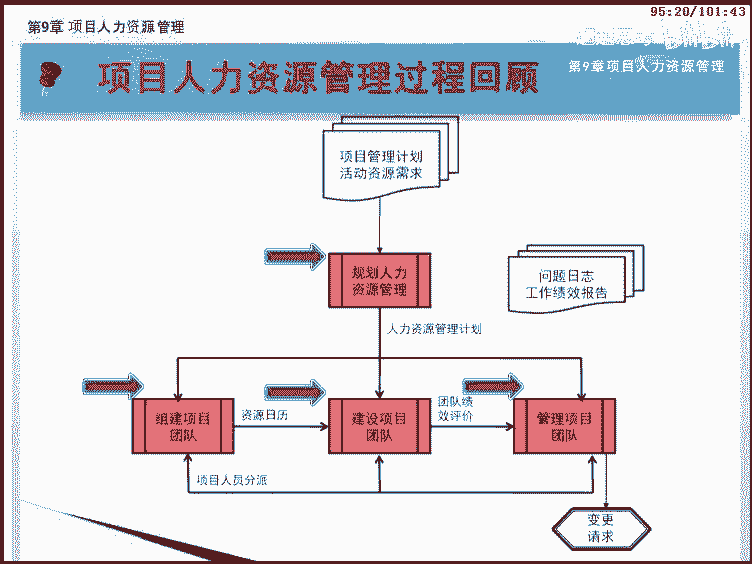 95:20/101:43
第9章 项目人力资源管理
项目人力资源管理过程回顾
第9章项目人力资源管理
项目管理计划
活动资源需求
规划人力
资源管理
问题日志
工作绩效报告
人力资源管理计划
组建项目
团队
资源日历
建设项目
团队
团队绩
效评价
管理项目
团队
项目人员分派
变更
请求